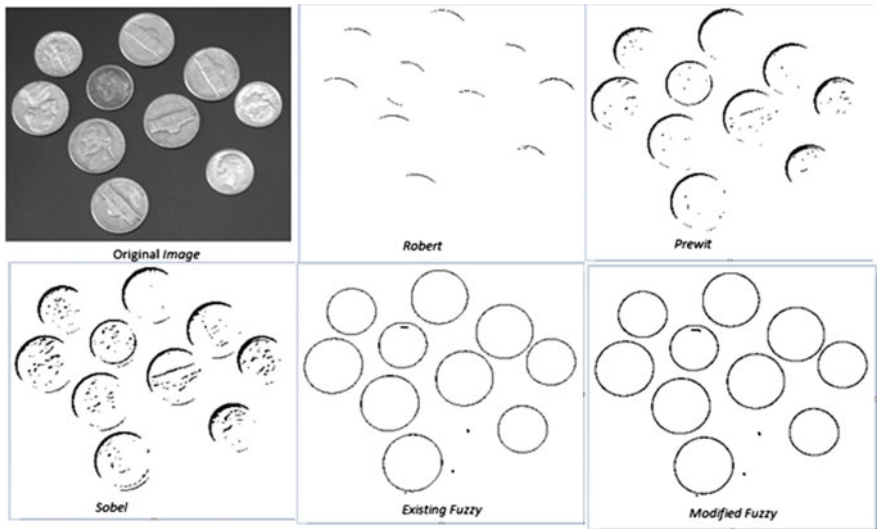 Original Image
Robert
Prewit
Sobel
Existing Fuzzy
Modified Fuzzy